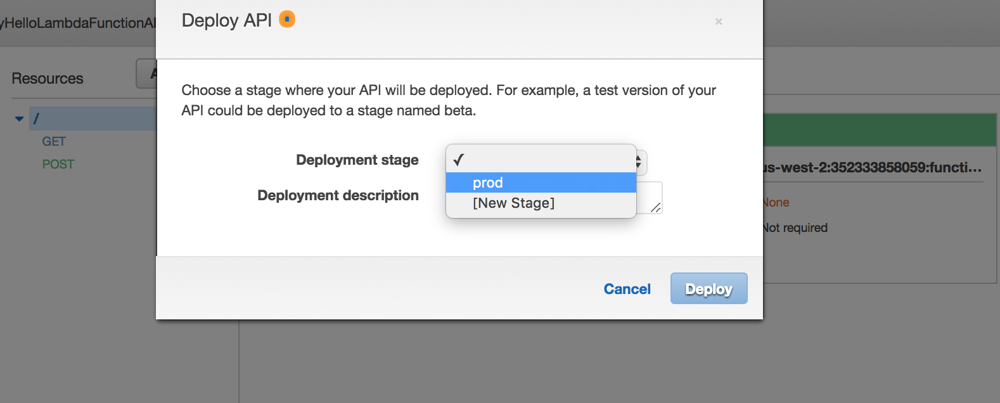 yHelloLambdaFunctionAI
Deploy API
×
Resources
A
Choose a stage where your API will be deployed. For example, a test version of your
API could be deployed to a stage named beta.
/
GET
POST
Deployment stage
✓
prod
[New Stage]
Deployment description
us-west-2:352333858059:functi...
None
Not required
Cancel
Deploy